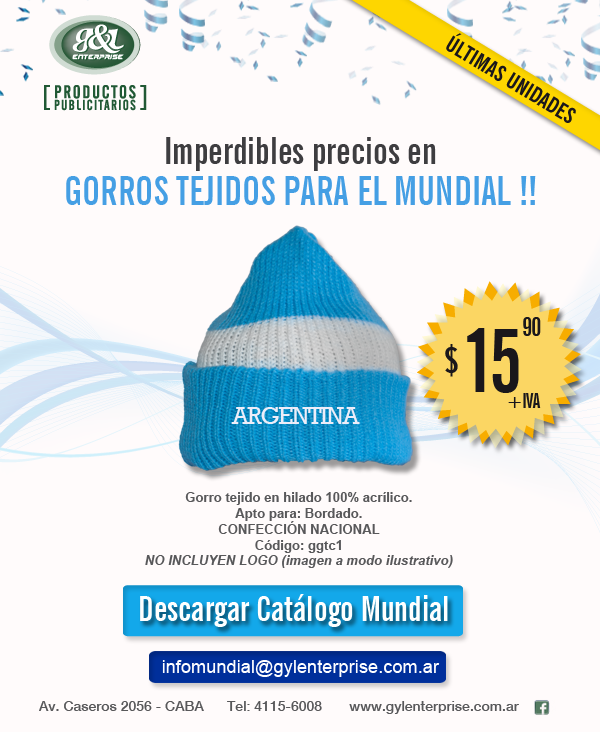 g&l
ENTERPRISE
[PRODUCTOS
PUBLICITARIOS]
ÚLTIMAS UNIDADES
Imperdibles precios en
GORROS TEJIDOS PARA EL MUNDIAL !!
$ 15 90
+IVA
ARGENTINA
Gorro tejido en hilado 100% acrílico.
Apto para: Bordado.
CONFECCIÓN NACIONAL
Código: ggtc1
NO INCLUYEN LOGO (imagen a modo ilustrativo)
Descargar Catálogo Mundial
infomundial@gylenterprise.com.ar
Av. Caseros 2056 - CABA Tel: 4115-6008 www.gylenterprise.com.ar f